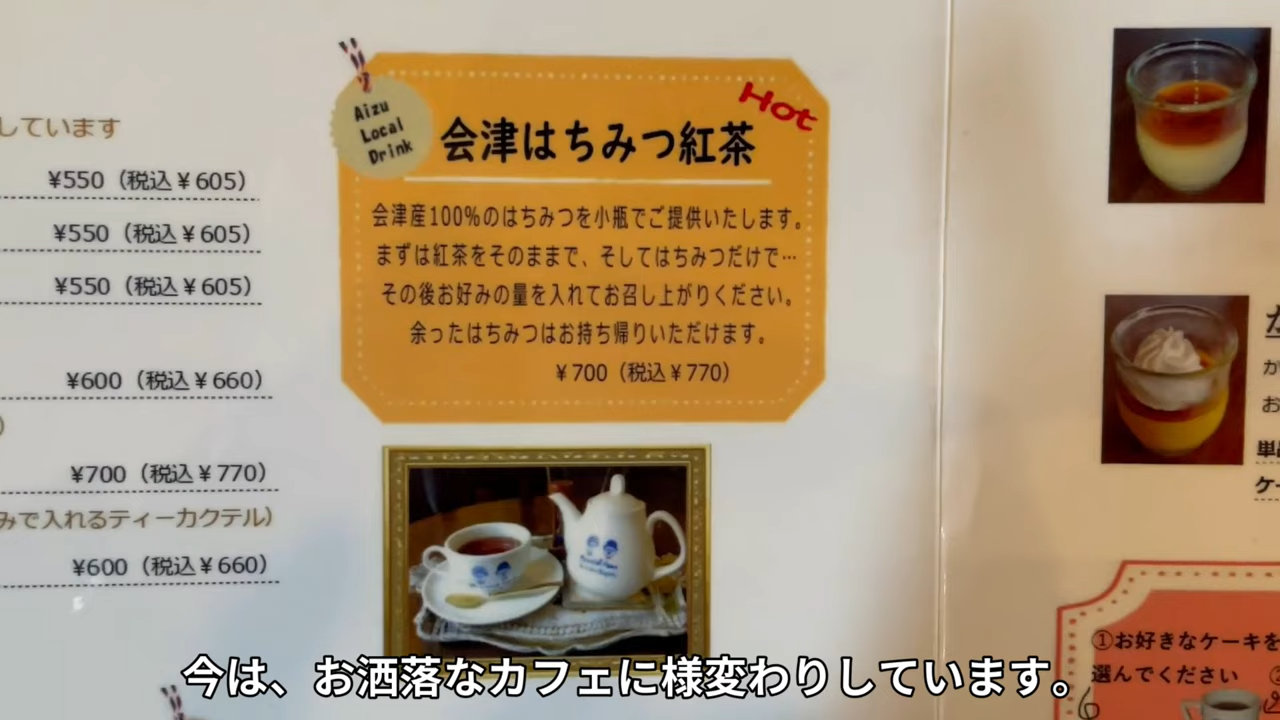 しています
¥550（税込¥605）
¥550（税込¥605）
¥550（税込¥605）
¥600（税込¥660）
）
¥700（税込¥770）
みで入れるティーカクテル）
¥600（税込¥660）
Aizu
Local
Drink
Hot
会津はちみつ紅茶
会津産100%のはちみつを小瓶でご提供いたします。
まずは紅茶をそのままで、そしてはちみつだけで…
その後お好みの量を入れてお召し上がりください。
余ったはちみつはお持ち帰りいただけます。
¥700（税込¥770）
か
お
単品
ケー
①お好きなケーキを
選んでください
今は、お洒落なカフェに様変わりしています。